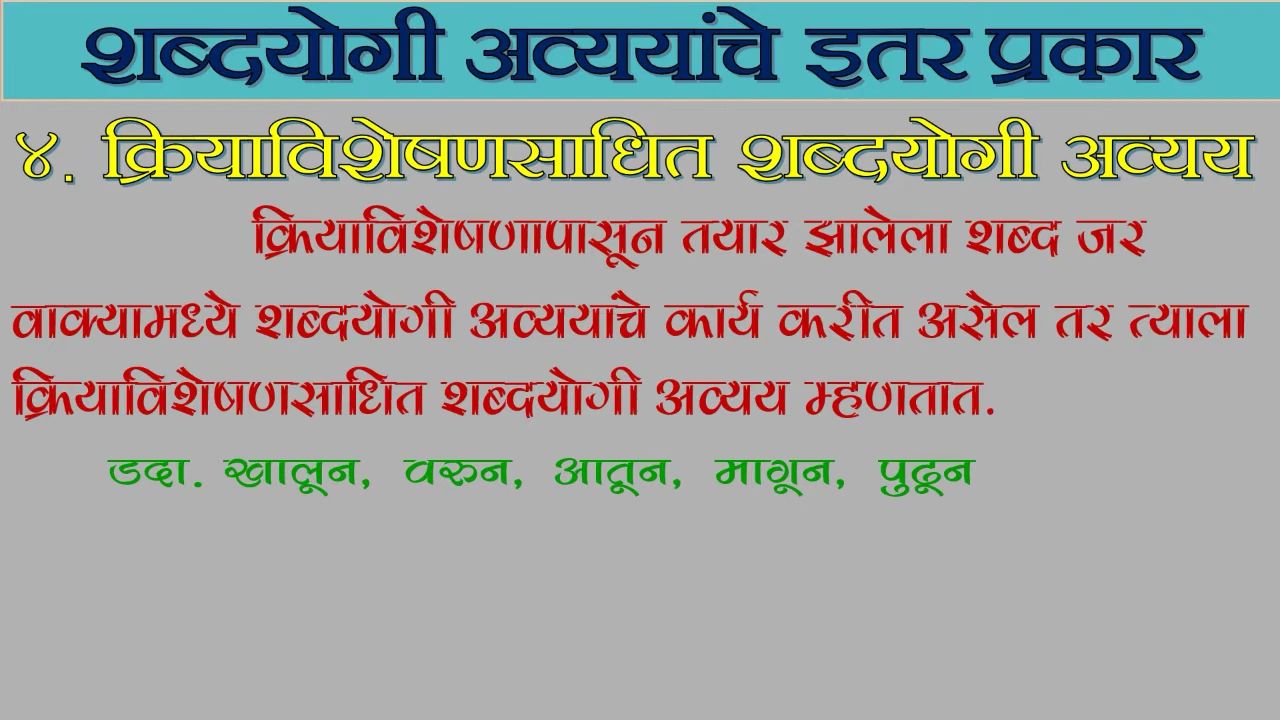 शब्दयोगी अव्ययांचे इतर प्रकार
४. क्रियाविशेषणसाधित शब्दयोगी अव्यय
क्रियाविशेषणापासून तयार झालेला शब्द जर
वाक्यामध्ये शब्दयोगी अव्ययांचे कार्य करीत असेल तर त्याला
क्रियाविशेषणसाधित शब्दयोगी अव्यय म्हणतात.
उदा. खालून, वरुन, आतून, मागून, पुढून